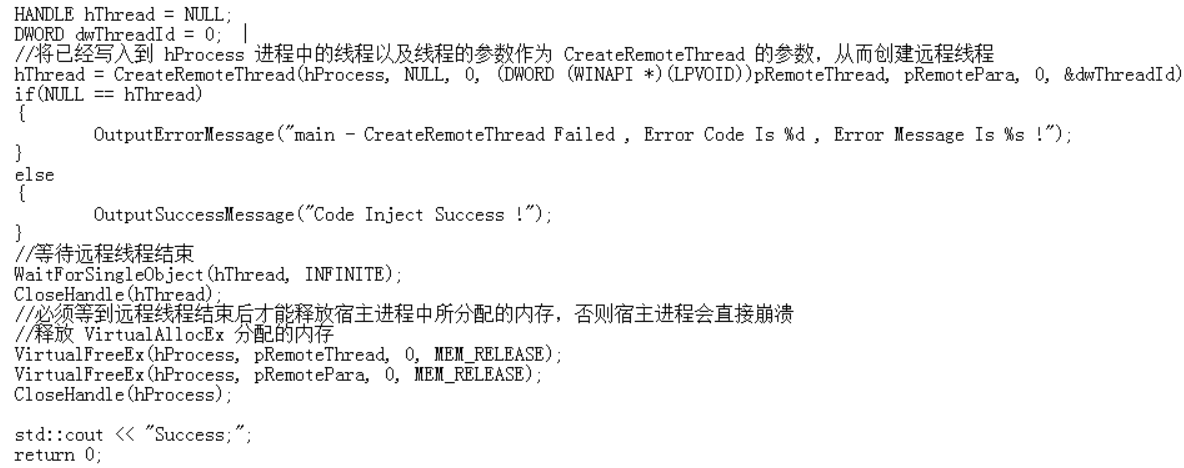 HANDLE hThread = NULL;
DWORD dwThreadId = 0;
//将已经写入到 hProcess 进程中的线程以及线程的参数作为 CreateRemoteThread 的参数，从而创建远程线程
hThread = CreateRemoteThread(hProcess, NULL, 0, (DWORD (WINAPI *)(LPVOID))pRemoteThread, pRemotePara, 0, &dwThreadId)
if(NULL == hThread)
{
        OutputErrorMessage("main - CreateRemoteThread Failed , Error Code Is %d , Error Message Is %s !");
}
else
{
        OutputSuccessMessage("Code Inject Success !");
}
//等待远程线程结束
WaitForSingleObject(hThread, INFINITE);
CloseHandle(hThread);
//必须等到远程线程结束后才能释放宿主进程中所分配的内存，否则宿主进程会直接崩溃
//释放 VirtualAllocEx 分配的内存
VirtualFreeEx(hProcess, pRemoteThread, 0, MEM_RELEASE);
VirtualFreeEx(hProcess, pRemotePara, 0, MEM_RELEASE);
CloseHandle(hProcess);

std::cout << "Success;";
return 0;